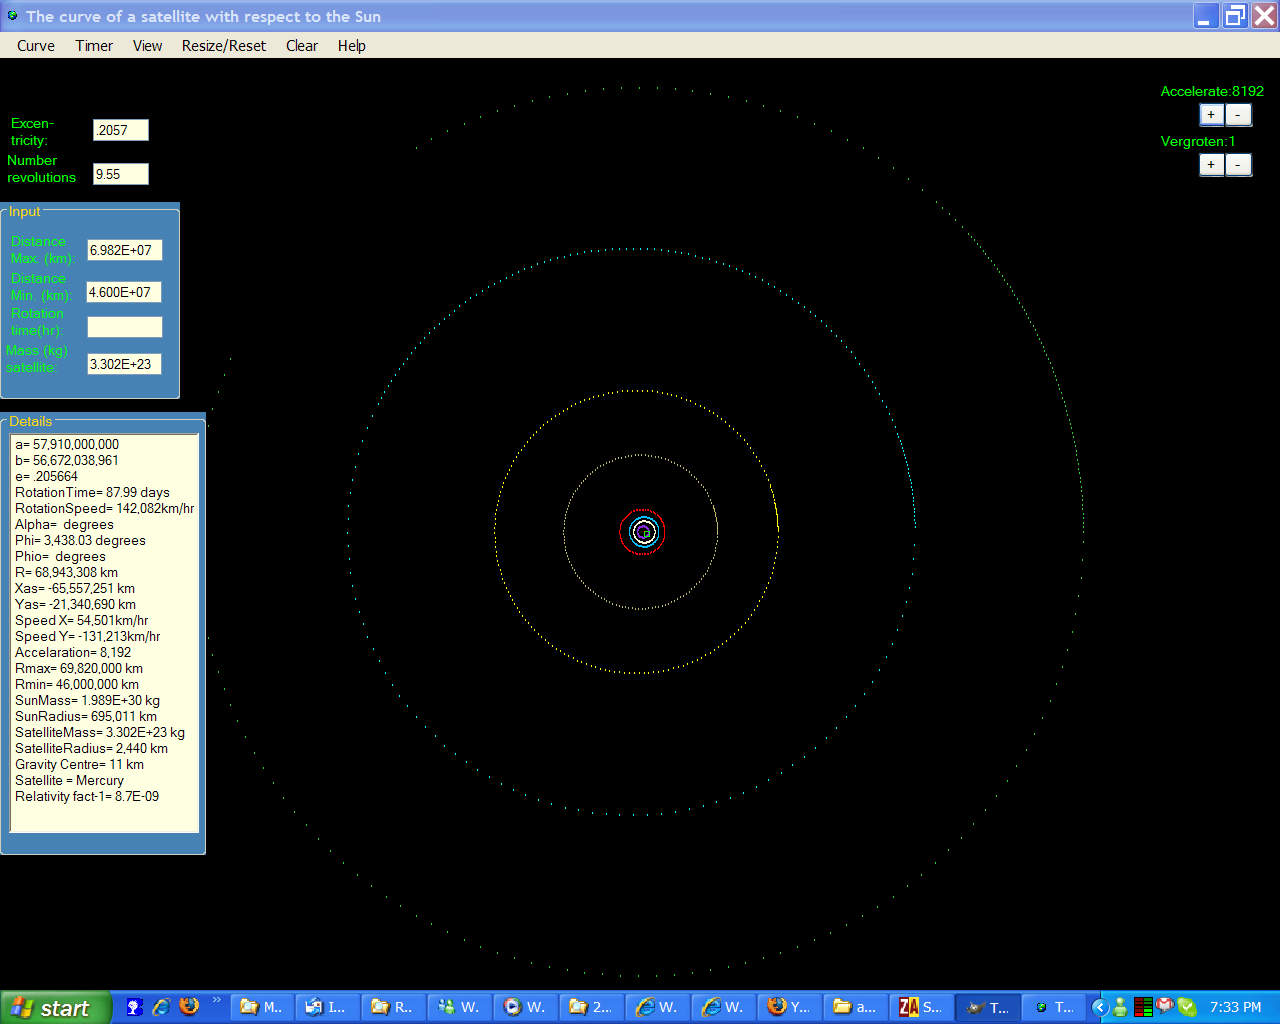 The curve of a satellite with respect to the Sun
Curve Timer View Resize/Reset Clear Help
Accelerate:8192
+ -
Vergroten:1
+ -
Excen-
tricity:
.2057
Number
revolutions
9.55
Input
Distance
Max. (km):
6.982E+07
Distance
Min. (km):
4.600E+07
Rotation
time(hr):
Mass (kg)
satellite:
3.302E+23
Details
a= 57,910,000,000
b= 56,672,038,961
e= .205664
RotationTime= 87.99 days
RotationSpeed= 142,082km/hr
Alpha=  degrees
Phi= 3,438.03 degrees
Phio=  degrees
R= 68,943,308 km
Xas= -65,557,251 km
Yas= -21,340,690 km
Speed X= 54,501km/hr
Speed Y= -131,213km/hr
Accelaration= 8,192
Rmax= 69,820,000 km
Rmin= 46,000,000 km
SunMass= 1.989E+30 kg
SunRadius= 695,011 km
SatelliteMass= 3.302E+23 kg
SatelliteRadius= 2,440 km
Gravity Centre= 11 km
Satellite = Mercury
Relativity fact-1= 8.7E-09
start M... I... R... W... W... 2... W... W... Y... a... ZA S... T... T... 7:33 PM